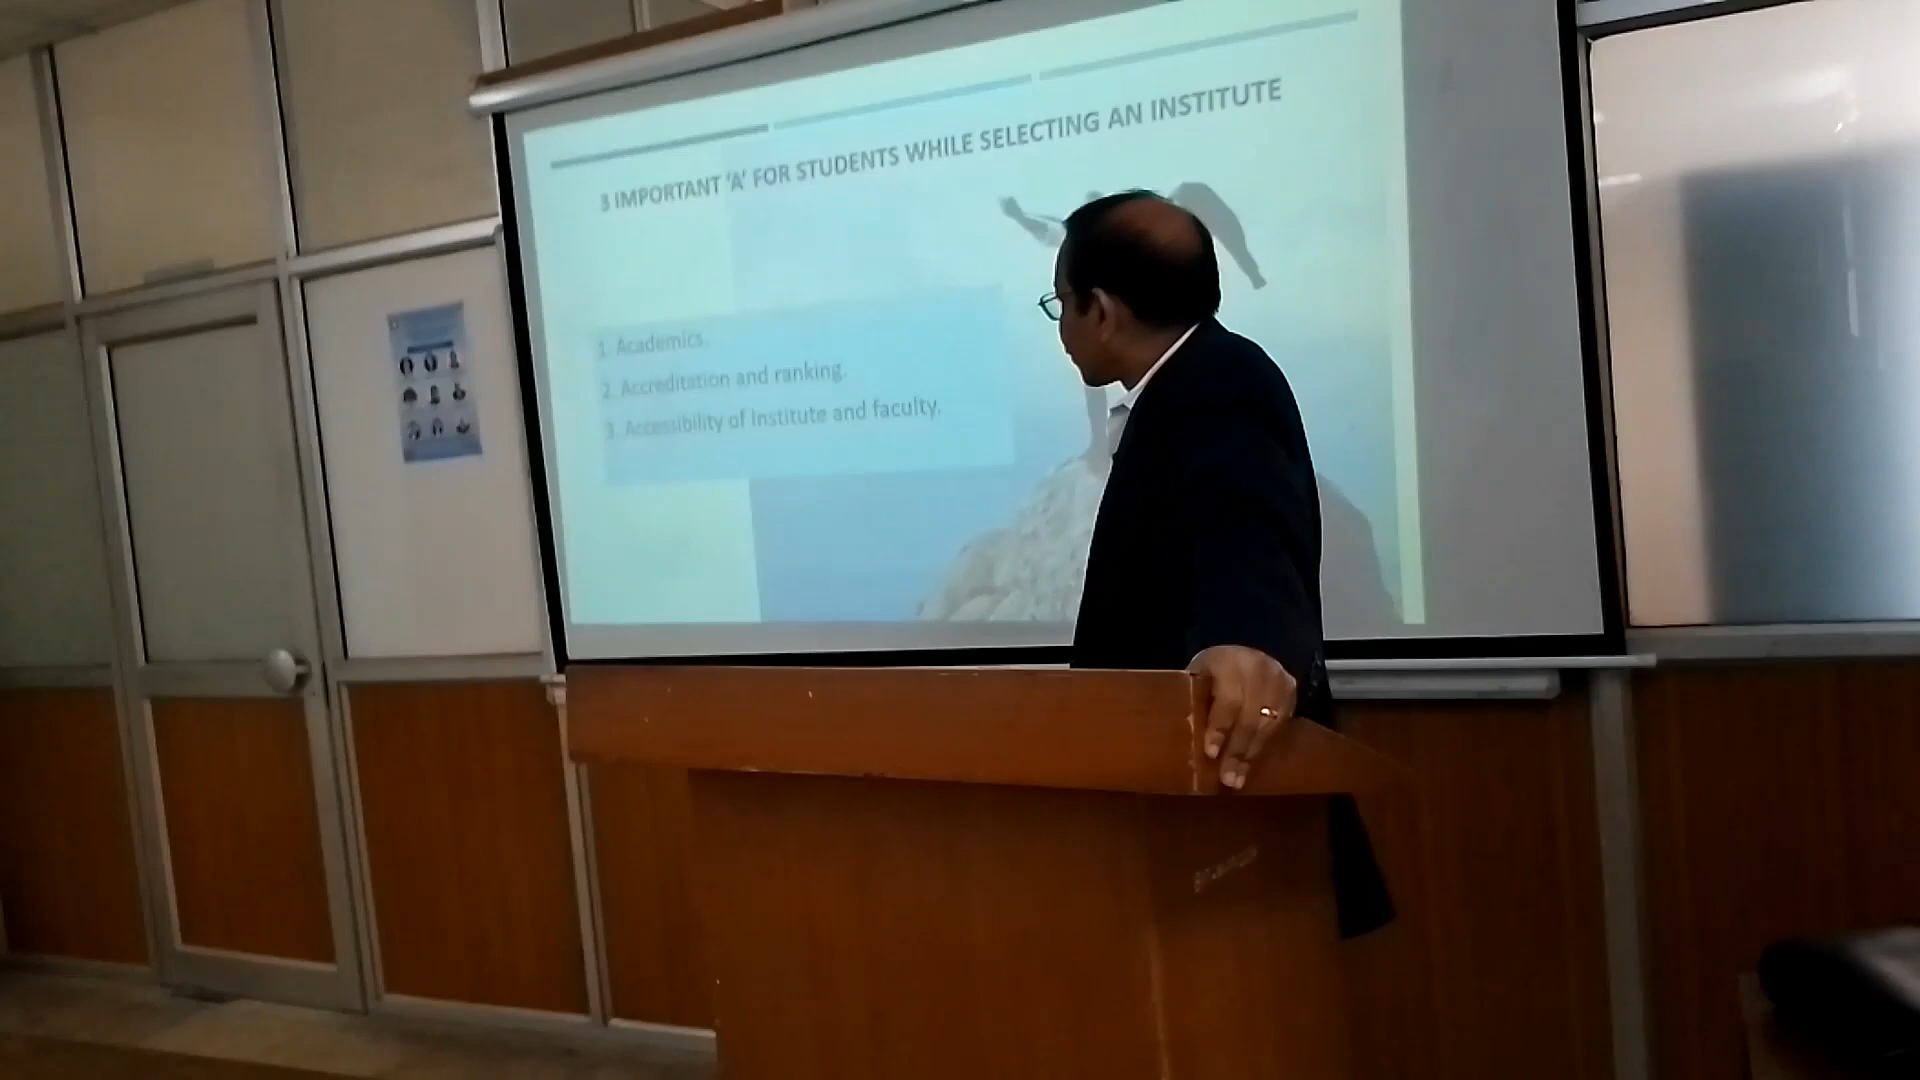 3 IMPORTANT 'A' FOR STUDENTS WHILE SELECTING AN INSTITUTE
1. Academics.
2. Accreditation and ranking.
3. Accessibility of Institute and faculty.